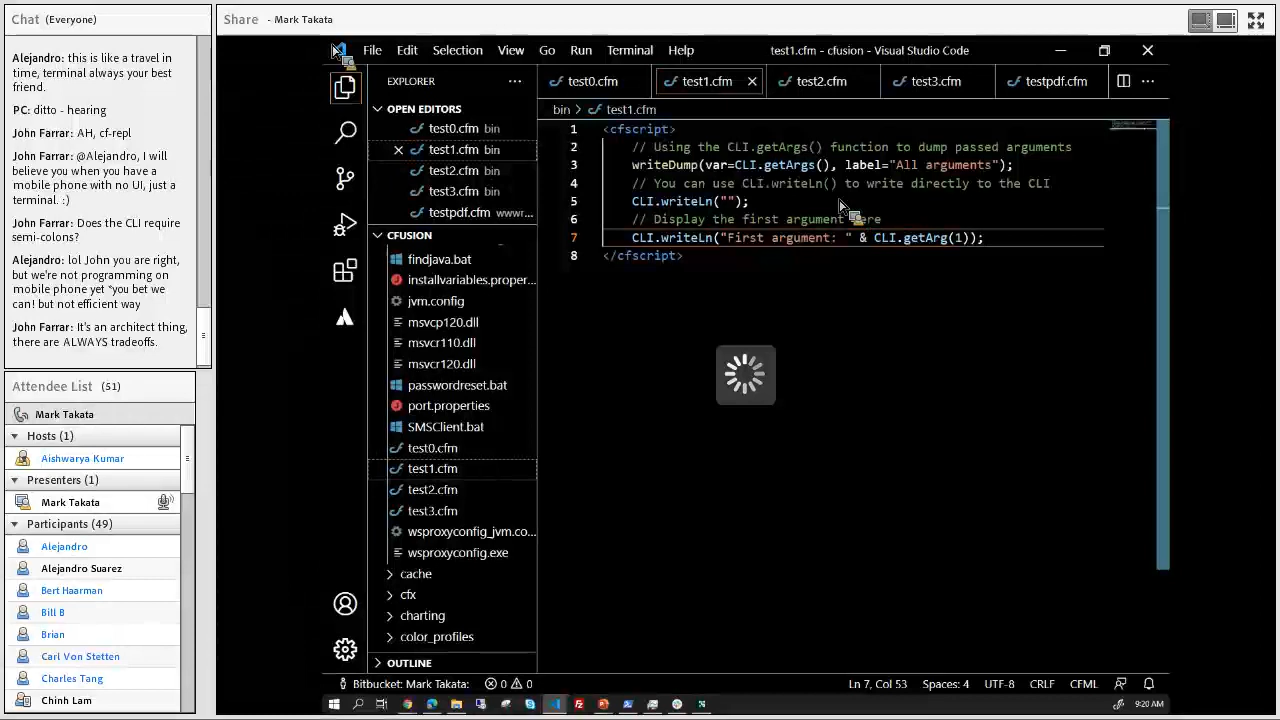 Chat (Everyone)
Alejandro: this is like a travel in
time, terminal always your best
friend.
PC: ditto - hearing
John Farrar: AH, cf-repl
John Farrar: @Alejandro, I will
believe you when you have a
mobile phone with no UI, just a
terminal. :)
John Farrar: Does the CLI require
semi-colons?
Alejandro: lol John you are right,
but we're not programming on
mobile phone yet *you bet we
can! but not efficient way
John Farrar: It's an architect thing,
there are ALWAYS tradeoffs.
Attendee List (51)
Mark Takata
Hosts (1)
Aishwarya Kumar
Presenters (1)
Mark Takata
Participants (49)
Alejandro
Alejandro Suarez
Bert Haarman
Bill B
Brian
Carl Von Stetten
Charles Tang
Chinh Lam
Share - Mark Takata
File Edit Selection View Go Run Terminal Help
test1.cfm - cfusion - Visual Studio Code
EXPLORER
OPEN EDITORS
test0.cfm bin
test1.cfm bin
test2.cfm bin
test3.cfm bin
testpdf.cfm wwwr...
CFUSION
findjava.bat
installvariables.proper...
jvm.config
msvcp120.dll
msvcr110.dll
msvcr120.dll
passwordreset.bat
port.properties
SMSClient.bat
test0.cfm
test1.cfm
test2.cfm
test3.cfm
wsproxyconfig_jvm.co...
wsproxyconfig.exe
cache
cfx
charting
color_profiles
OUTLINE
test0.cfm test1.cfm test2.cfm test3.cfm testpdf.cfm
bin > test1.cfm
1 <cfscript>
2 // Using the CLI.getArgs() function to dump passed arguments
3 writeDump(var=CLI.getArgs(), label="All arguments");
4 // You can use CLI.writeLn() to write directly to the CLI
5 CLI.writeLn("");
6 // Display the first argument here
7 CLI.writeLn("First argument: " & CLI.getArg(1));
8 </cfscript>
Bitbucket: Mark Takata: 0 0 Ln 7, Col 53 Spaces: 4 UTF-8 CRLF CFML
9:20 AM